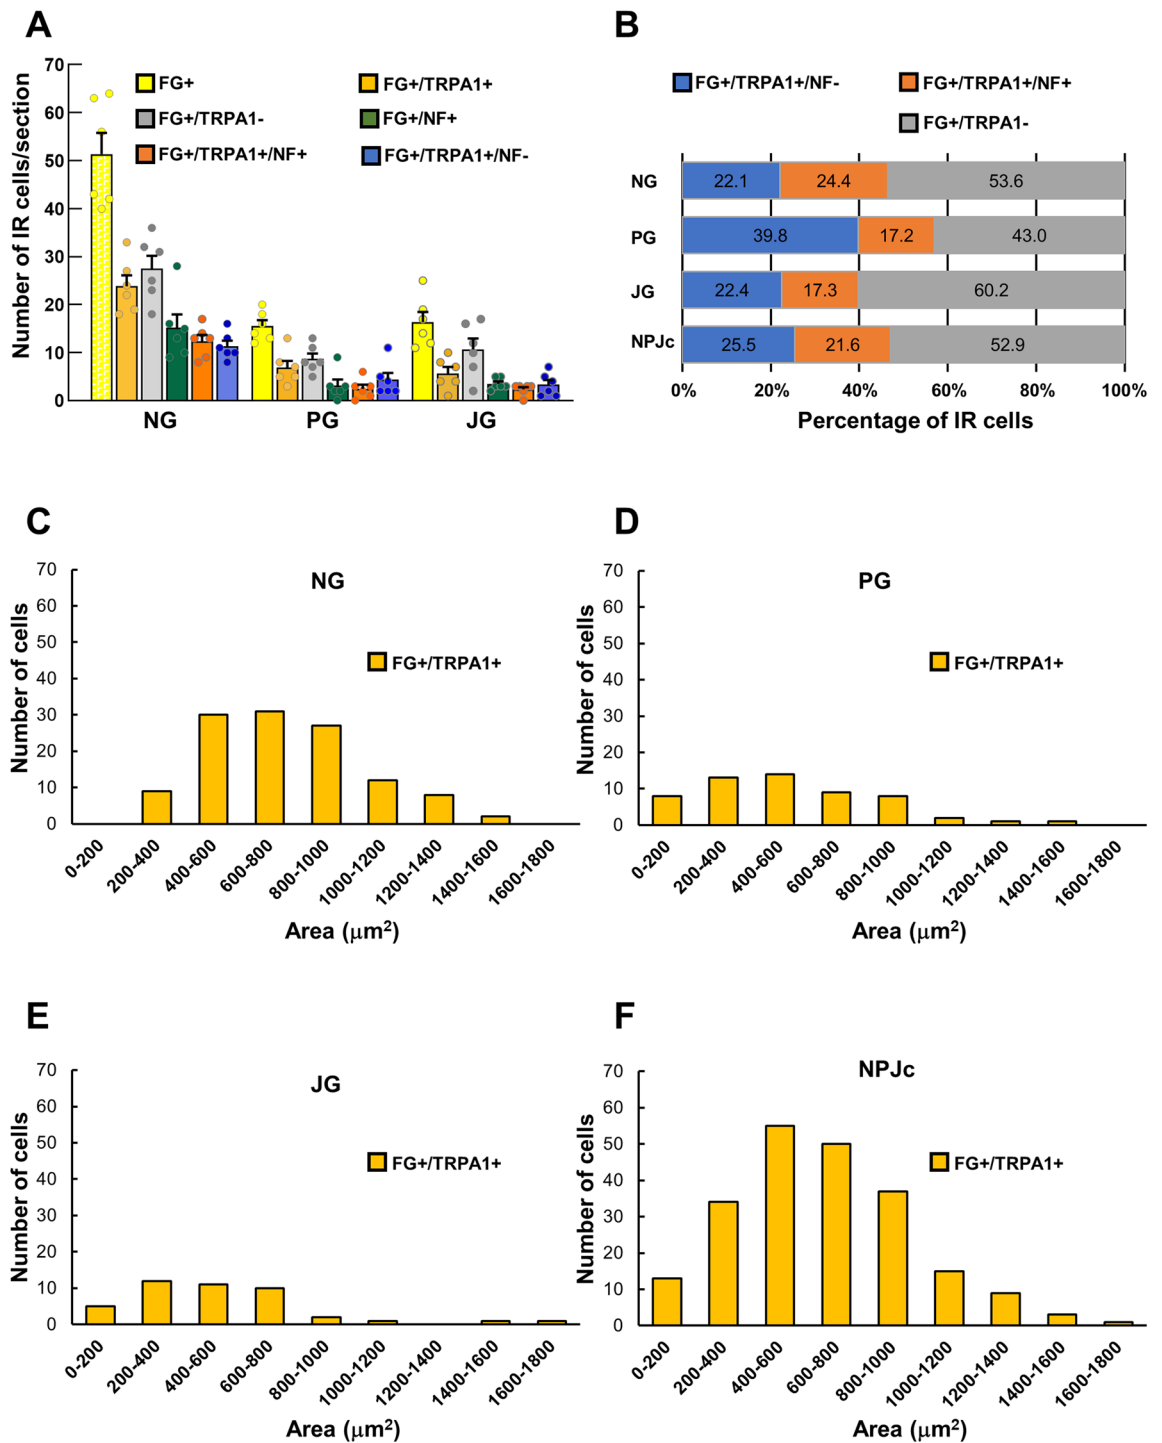 A
Number of IR cells/section
70
60
50
40
30
20
10
0
FG+
FG+/TRPA1+
FG+/TRPA1-
FG+/NF+
FG+/TRPA1+/NF+
FG+/TRPA1+/NF-
NG
PG
JG
B
FG+/TRPA1+/NF-
FG+/TRPA1+/NF+
FG+/TRPA1-
NG 22.1 24.4 53.6
PG 39.8 17.2 43.0
JG 22.4 17.3 60.2
NPJc 25.5 21.6 52.9
0% 20% 40% 60% 80% 100%
Percentage of IR cells
C
NG
Number of cells
70
60
50
40
30
20
10
0
FG+/TRPA1+
0-200
200-400
400-600
600-800
800-1000
1000-1200
1200-1400
1400-1600
1600-1800
Area (μm²)
D
PG
Number of cells
70
60
50
40
30
20
10
0
FG+/TRPA1+
0-200
200-400
400-600
600-800
800-1000
1000-1200
1200-1400
1400-1600
1600-1800
Area (μm²)
E
JG
Number of cells
70
60
50
40
30
20
10
0
FG+/TRPA1+
0-200
200-400
400-600
600-800
800-1000
1000-1200
1200-1400
1400-1600
1600-1800
Area (μm²)
F
NPJc
Number of cells
70
60
50
40
30
20
10
0
FG+/TRPA1+
0-200
200-400
400-600
600-800
800-1000
1000-1200
1200-1400
1400-1600
1600-1800
Area (μm²)